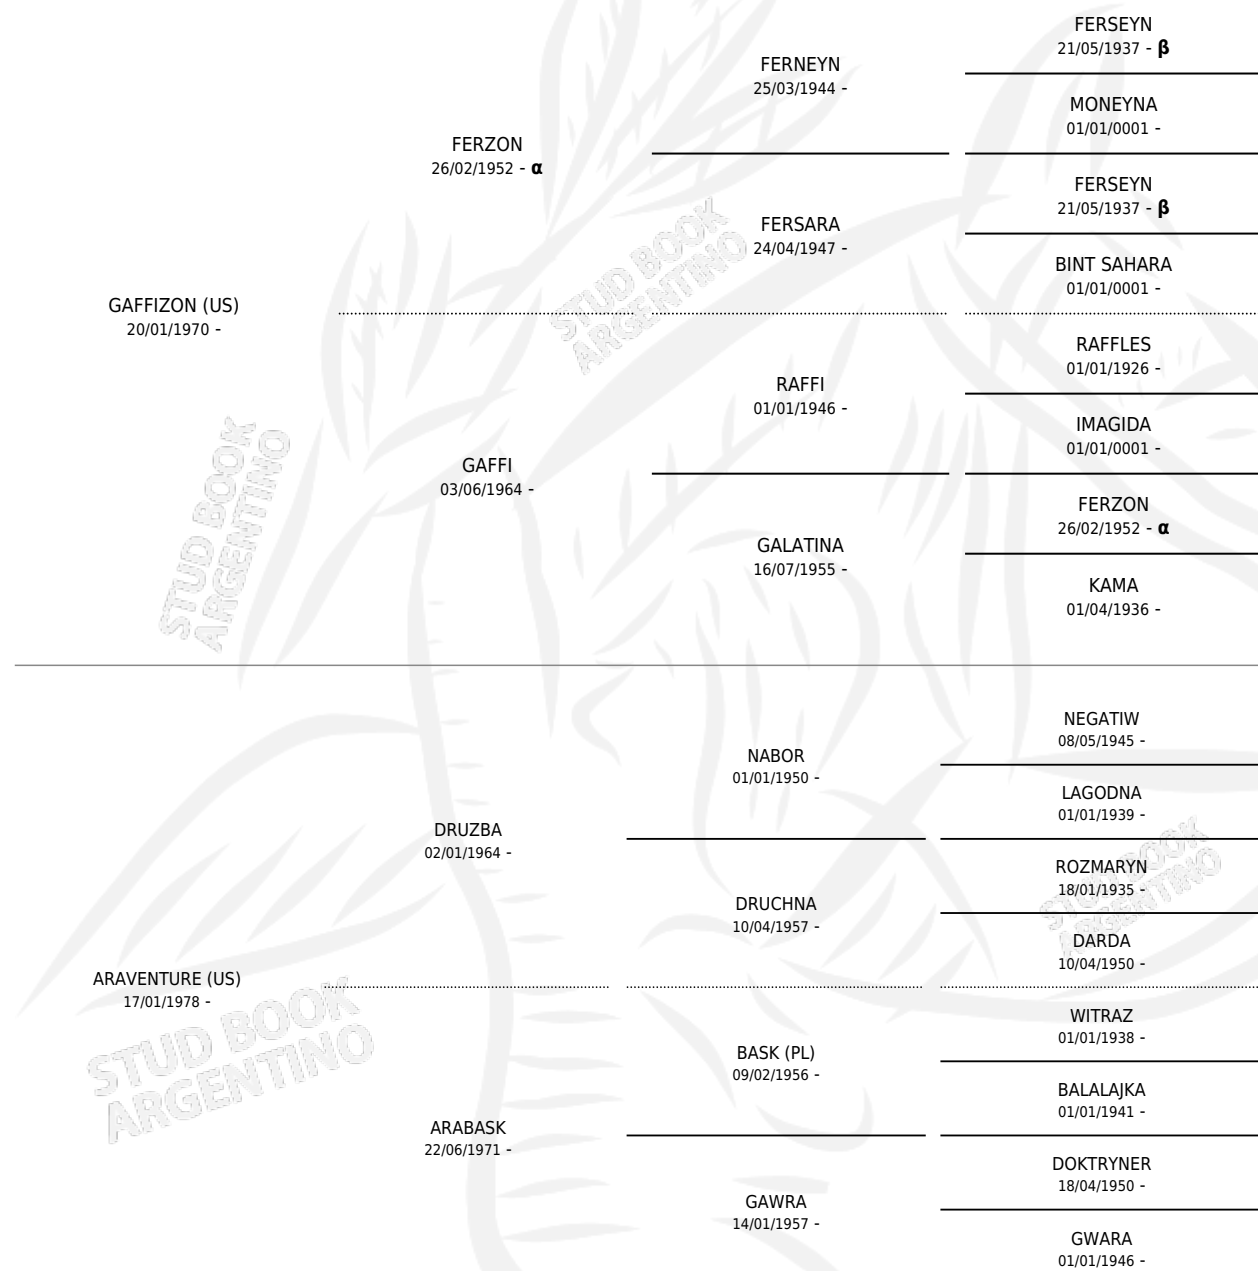 FERSEYN
21/05/1937 - β
FERNEYN
25/03/1944 -
MONEYNA
01/01/0001 -
FERZON
26/02/1952 - α
FERSEYN
21/05/1937 - β
FERSARA
24/04/1947 -
BINT SAHARA
01/01/0001 -
GAFFIZON (US)
20/01/1970 -
RAFFLES
01/01/1926 -
RAFFI
01/01/1946 -
IMAGIDA
01/01/0001 -
GAFFI
03/06/1964 -
FERZON
26/02/1952 - α
GALATINA
16/07/1955 -
KAMA
01/04/1936 -
STUD BOOK
ARGENTINO
STUD BOOK
ARGENTINO
NEGATIW
08/05/1945 -
NABOR
01/01/1950 -
LAGODNA
01/01/1939 -
DRUZBA
02/01/1964 -
ROZMARYN
18/01/1935 -
DRUCHNA
10/04/1957 -
DARDA
10/04/1950 -
ARAVENTURE (US)
17/01/1978 -
WITRAZ
01/01/1938 -
BASK (PL)
09/02/1956 -
BALALAJKA
01/01/1941 -
ARABASK
22/06/1971 -
DOKTRYNER
18/04/1950 -
GAWRA
14/01/1957 -
GWARA
01/01/1946 -
STUD BOOK
ARGENTINO
STUD BOOK
ARGENTINO